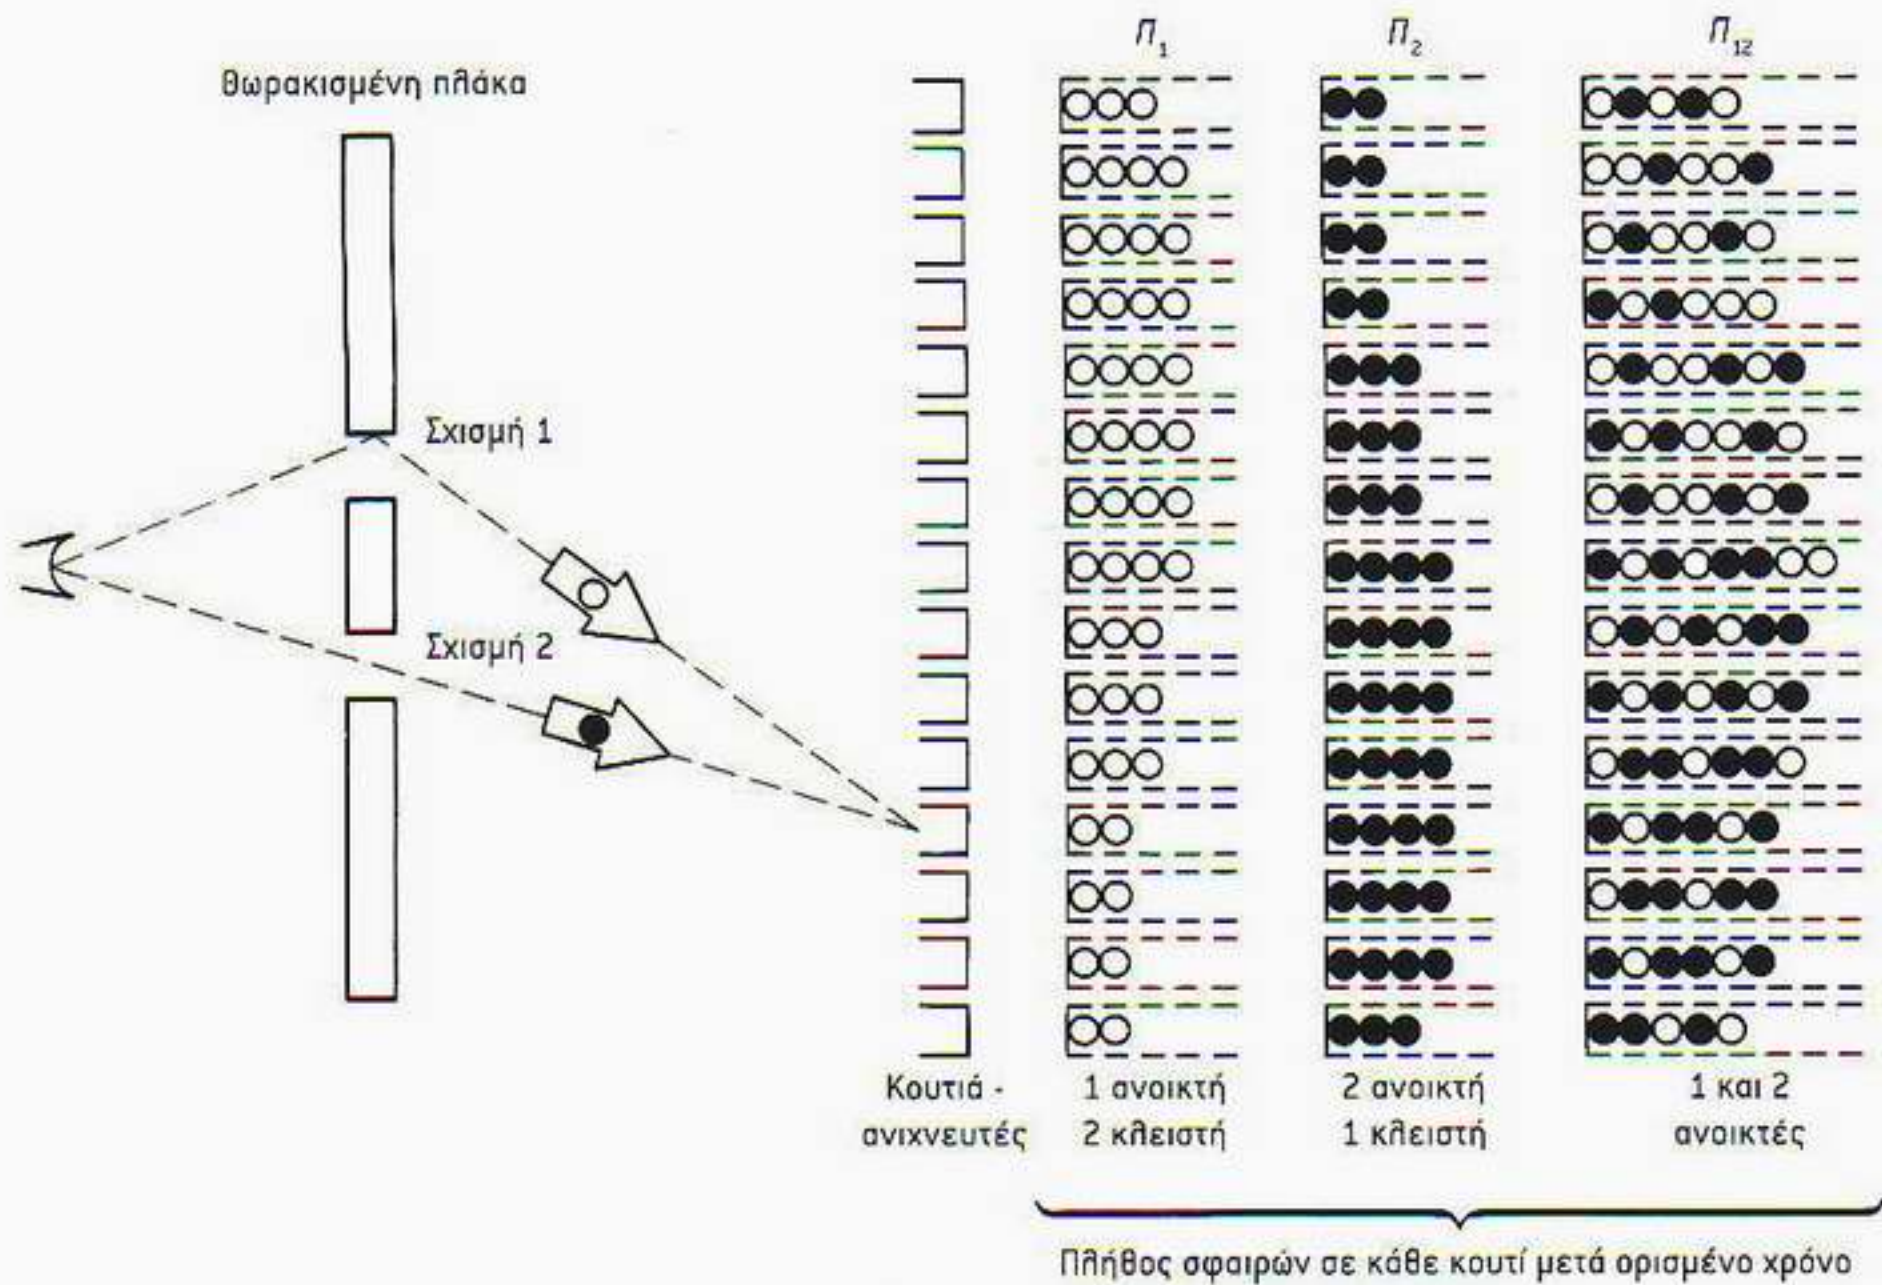 Π₁
Π₂
Π₁₂
Θωρακισμένη πλάκα
Σχισμή 1
Σχισμή 2
Κουτιά -
ανιχνευτές
1 ανοικτή
2 κλειστή
2 ανοικτή
1 κλειστή
1 και 2
ανοικτές
Πλήθος σφαιρών σε κάθε κουτί μετά ορισμένο χρόνο